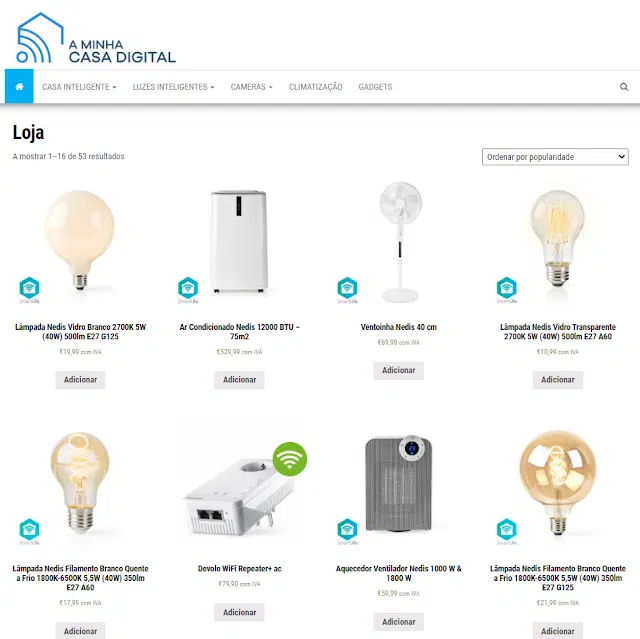 A MINHA
CASA DIGITAL
CASA INTELIGENTE
LUZES INTELIGENTES
CAMERAS
CLIMATIZAÇÃO
GADGETS
Loja
A mostrar 1–16 de 53 resultados
Ordenar por popularidade
SmartLife
SmartLife
SmartLife
SmartLife
Lâmpada Nedis Vidro Branco 2700K 5W
(40W) 500lm E27 G125
€19,99 com IVA
Adicionar
Ar Condicionado Nedis 12000 BTU –
75m2
€529,99 com IVA
Adicionar
Ventoinha Nedis 40 cm
€69,99 com IVA
Adicionar
Lâmpada Nedis Vidro Transparente
2700K 5W (40W) 500lm E27 A60
€10,99 com IVA
Adicionar
SmartLife
SmartLife
SmartLife
Lâmpada Nedis Filamento Branco Quente
a Frio 1800K-6500K 5,5W (40W) 350lm
E27 A60
€17,99 com IVA
Adicionar
Devolo WiFi Repeater+ ac
€79,90 com IVA
Adicionar
Aquecedor Ventilador Nedis 1000 W &
1800 W
€59,99 com IVA
Adicionar
Lâmpada Nedis Filamento Branco Quente
a Frio 1800K-6500K 5,5W (40W) 350lm
E27 G125
€21,99 com IVA
Adicionar